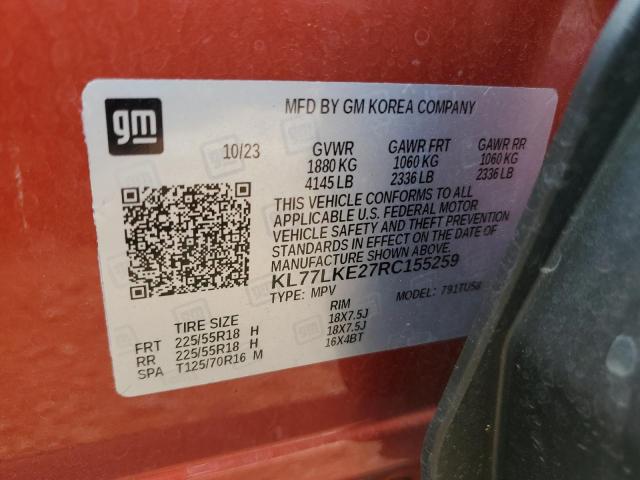 gm
MFD BY GM KOREA COMPANY
10/23 GVWR GAWR FRT GAWR RR
1880 KG 1060 KG 1060 KG
4145 LB 2336 LB 2336 LB
THIS VEHICLE CONFORMS TO ALL
APPLICABLE U.S. FEDERAL MOTOR
VEHICLE SAFETY AND THEFT PREVENTION
STANDARDS IN EFFECT ON THE DATE OF
MANUFACTURE SHOWN ABOVE.
KL77LKE27RC155259
TYPE: MPV MODEL: 791TU58
TIRE SIZE RIM
FRT 225/55R18 H 18X7.5J
RR 225/55R18 H 18X7.5J
SPA T125/70R16 M 16X4BT